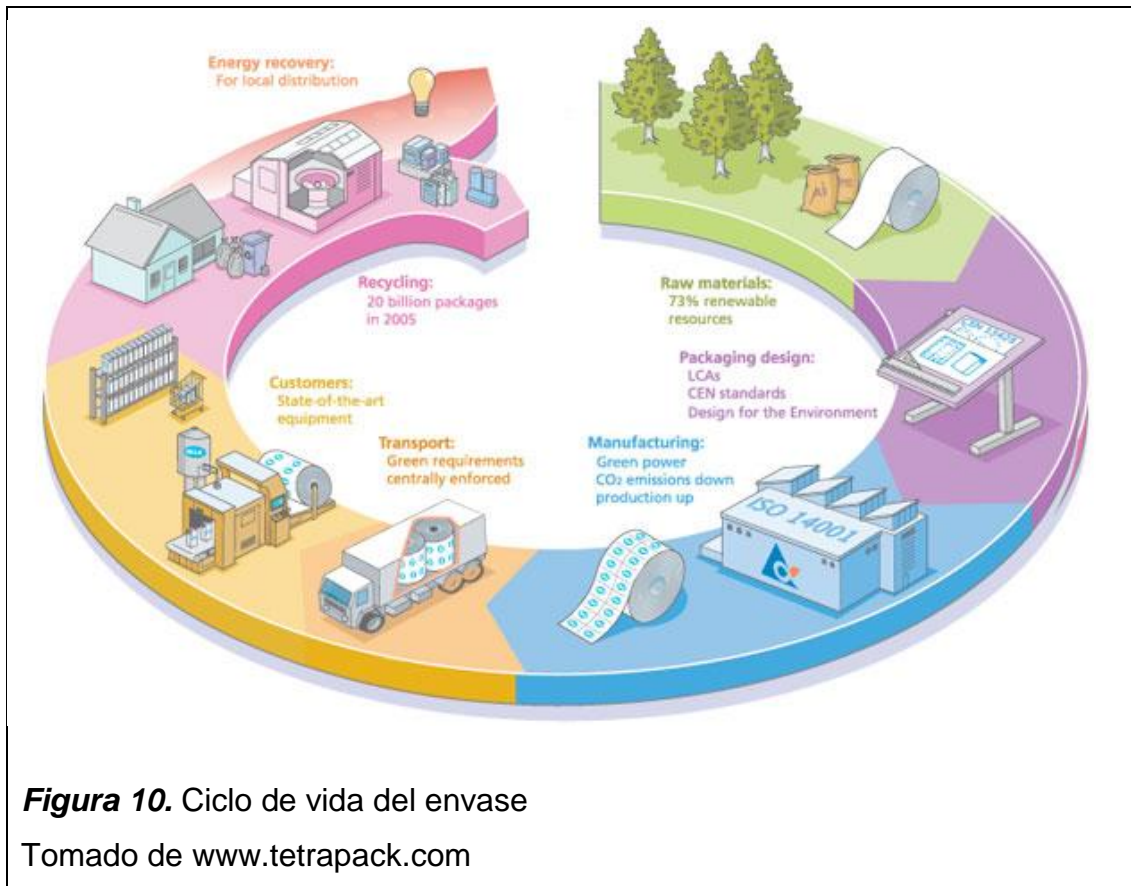 Energy recovery:
For local distribution
Recycling:
20 billion packages
in 2005
Raw materials:
73% renewable
resources
Packaging design:
LCAs
CEN standards
Design for the Environment
Customers:
State-of-the-art
equipment
Transport:
Green requirements
centrally enforced
Manufacturing:
Green power
CO₂ emissions down
production up
ISO 14001
Figura 10. Ciclo de vida del envase
Tomado de www.tetrapack.com